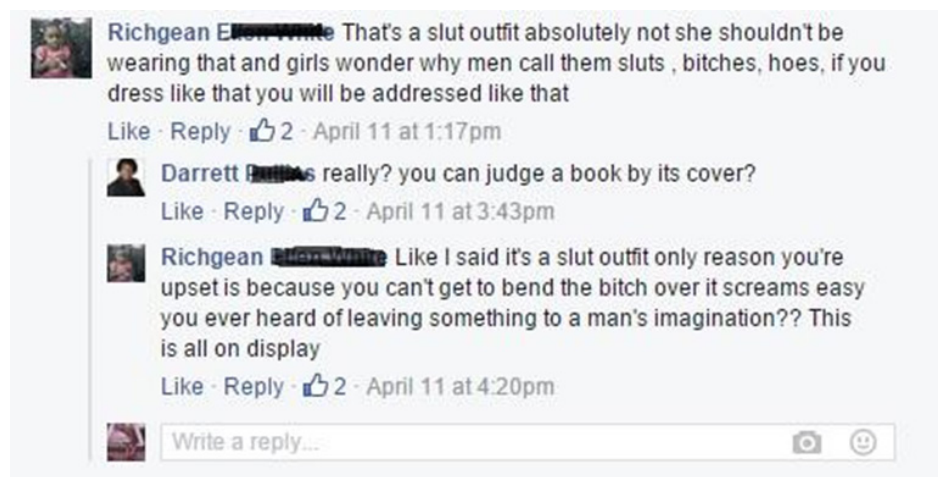 Richgean That's a slut outfit absolutely not she shouldn't be
wearing that and girls wonder why men call them sluts , bitches, hoes, if you
dress like that you will be addressed like that
Like · Reply · 2 · April 11 at 1:17pm
Darrett really? you can judge a book by its cover?
Like · Reply · 2 · April 11 at 3:43pm
Richgean Like I said it's a slut outfit only reason you're
upset is because you can't get to bend the bitch over it screams easy
you ever heard of leaving something to a man's imagination?? This
is all on display
Like · Reply · 2 · April 11 at 4:20pm
Write a reply...